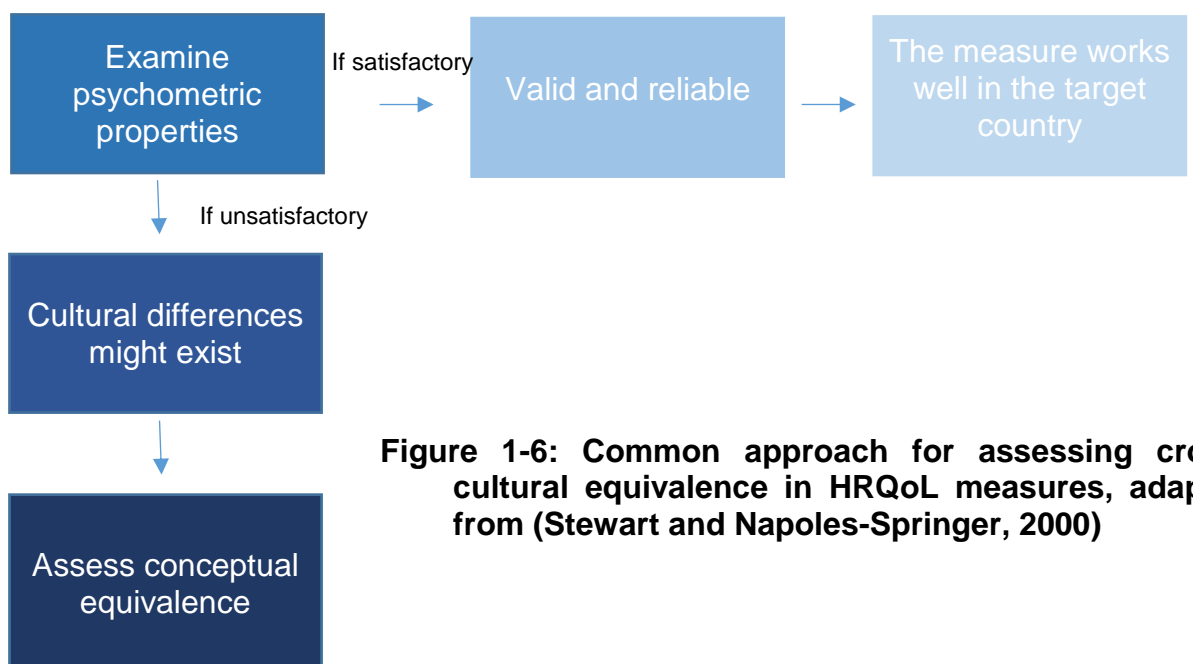 Examine
psychometric
properties
If satisfactory
Valid and reliable
The measure works
well in the target
country
If unsatisfactory
Cultural differences
might exist
Figure 1-6: Common approach for assessing cro
cultural equivalence in HRQoL measures, adap
from (Stewart and Napoles-Springer, 2000)
Assess conceptual
equivalence